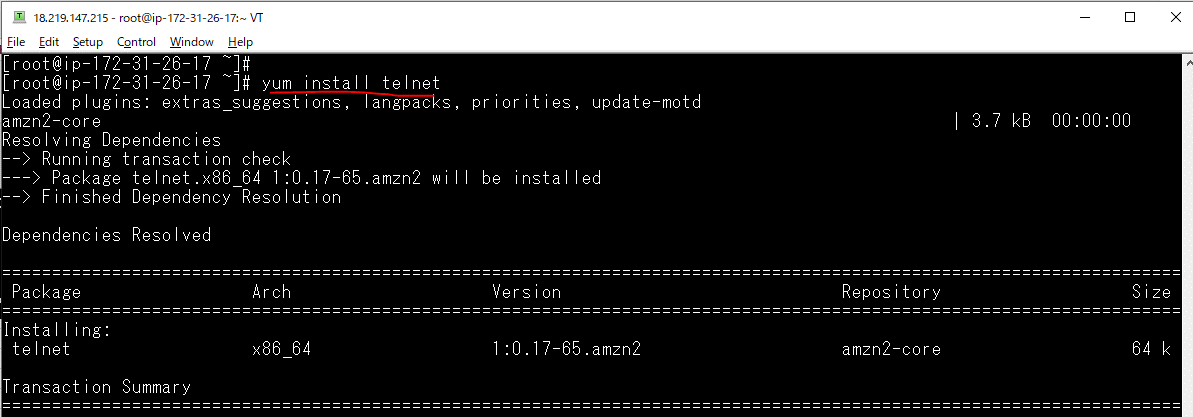 18.219.147.215 - root@ip-172-31-26-17:~ VT
File Edit Setup Control Window Help
[root@ip-172-31-26-17 ~]#
[root@ip-172-31-26-17 ~]# yum install telnet
Loaded plugins: extras_suggestions, langpacks, priorities, update-motd
amzn2-core | 3.7 kB 00:00:00
Resolving Dependencies
--> Running transaction check
---> Package telnet.x86_64 1:0.17-65.amzn2 will be installed
--> Finished Dependency Resolution
Dependencies Resolved
================================================================================
Package Arch Version Repository Size
================================================================================
Installing:
telnet x86_64 1:0.17-65.amzn2 amzn2-core 64 k
Transaction Summary
================================================================================